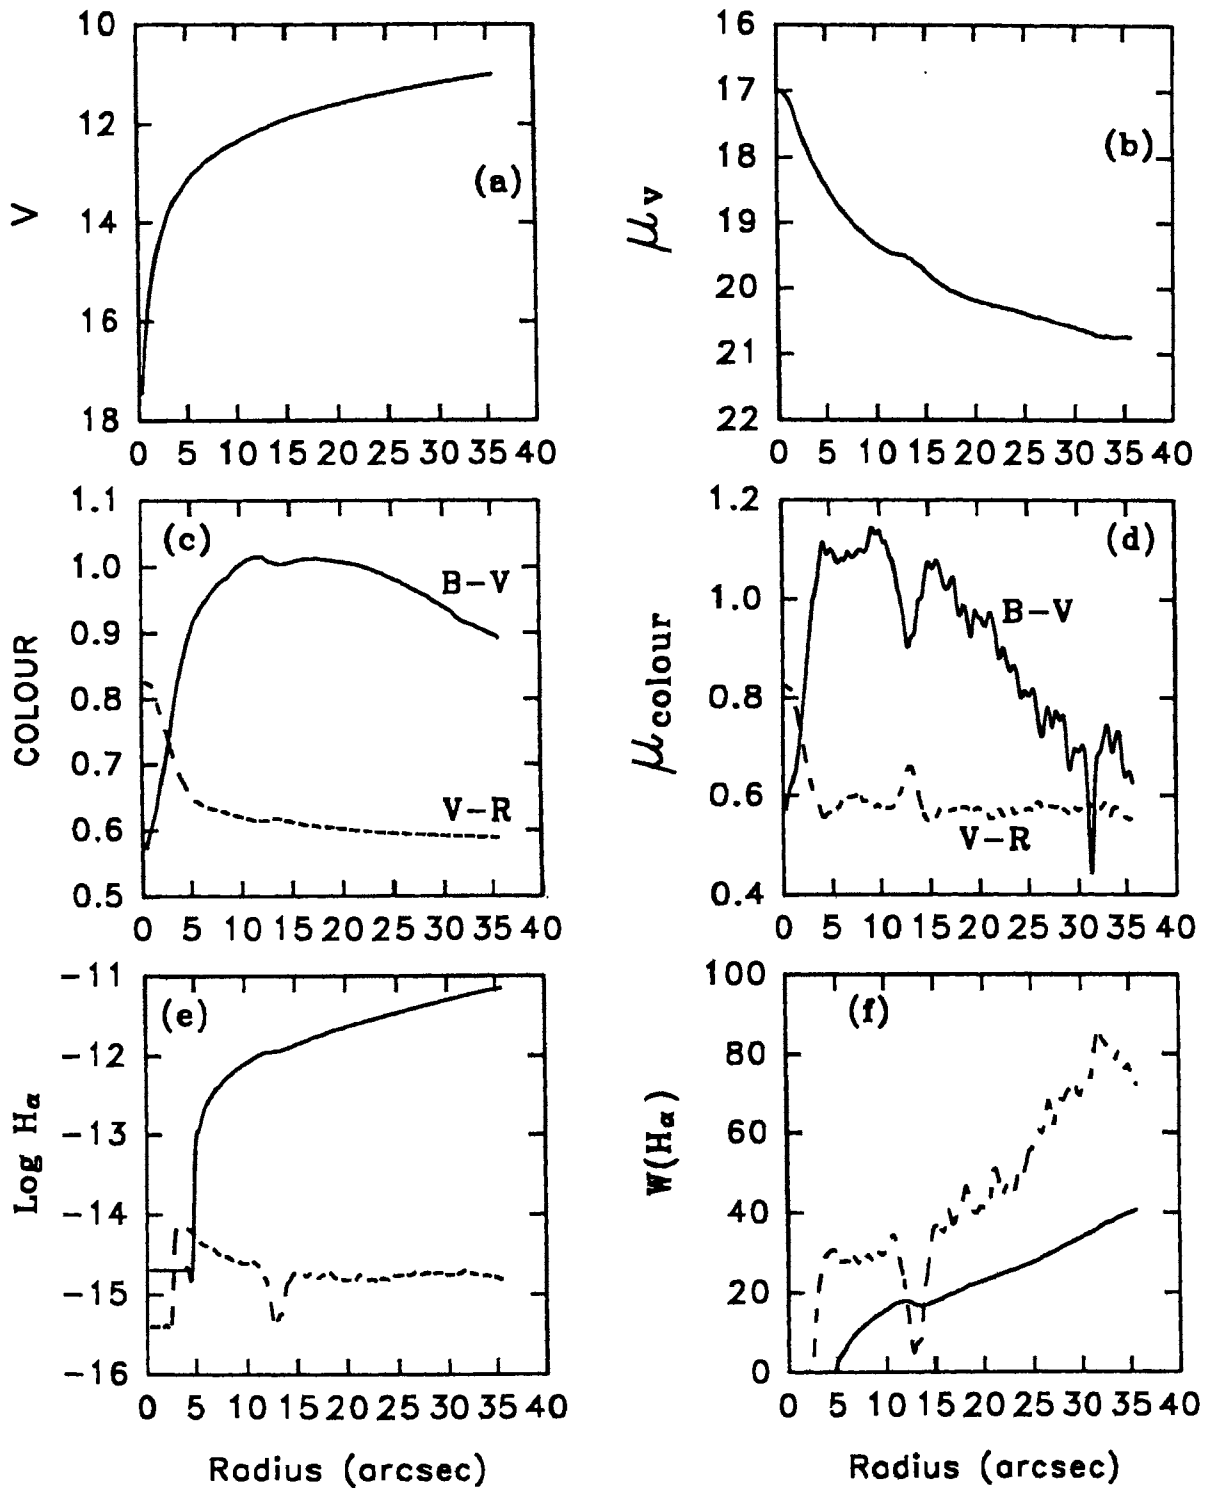 10
12
14
16
18
V
(a)
0 5 10 15 20 25 30 35 40
16
17
18
19
20
21
22
μv
(b)
0 5 10 15 20 25 30 35 40
1.1
1.0
0.9
0.8
0.7
0.6
0.5
COLOUR
(c)
B-V
V-R
0 5 10 15 20 25 30 35 40
1.2
1.0
0.8
0.6
0.4
μcolour
(d)
B-V
V-R
0 5 10 15 20 25 30 35 40
-11
-12
-13
-14
-15
-16
Log Hα
(e)
0 5 10 15 20 25 30 35 40
Radius (arcsec)
100
80
60
40
20
0
W(Hα)
(f)
0 5 10 15 20 25 30 35 40
Radius (arcsec)